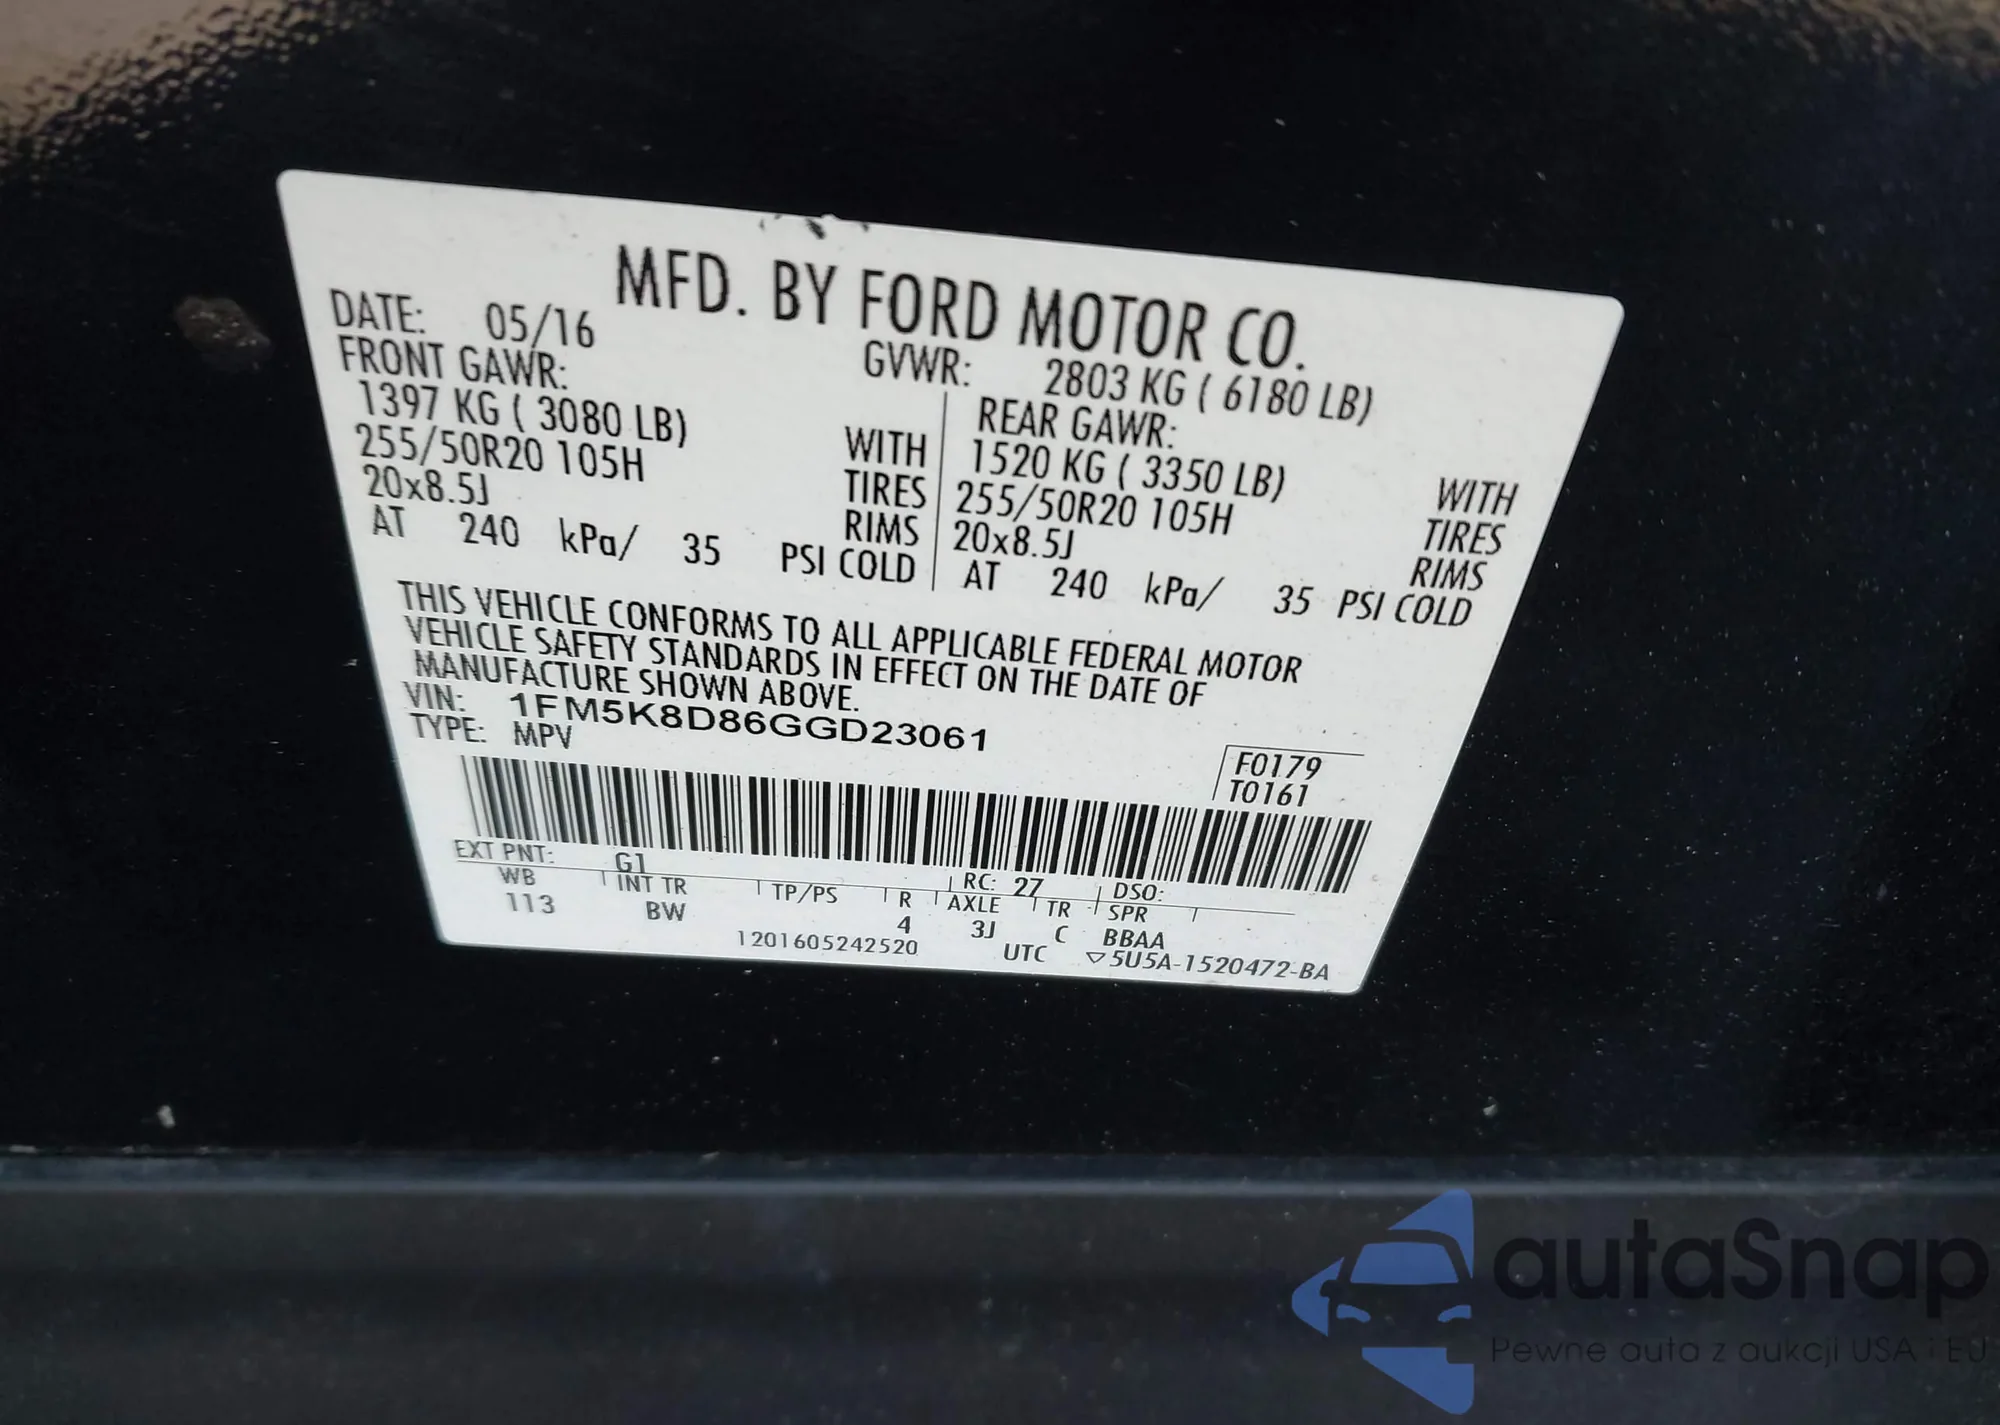 MFD. BY FORD MOTOR CO.
DATE: 05/16 GVWR: 2803 KG ( 6180 LB)
FRONT GAWR: REAR GAWR:
1397 KG ( 3080 LB) WITH 1520 KG ( 3350 LB) WITH
255/50R20 105H TIRES 255/50R20 105H TIRES
20x8.5J RIMS 20x8.5J RIMS
AT 240 kPa/ 35 PSI COLD AT 240 kPa/ 35 PSI COLD
THIS VEHICLE CONFORMS TO ALL APPLICABLE FEDERAL MOTOR
VEHICLE SAFETY STANDARDS IN EFFECT ON THE DATE OF
MANUFACTURE SHOWN ABOVE.
VIN: 1FM5K8D86GGD23061
TYPE: MPV
F0179
T0161
EXT PNT: G1 RC: 27 DSO:
WB INT TR TP/PS R AXLE TR SPR
113 BW 4 3J C BBAA
1201605242520 UTC ▽5U5A-1520472-BA
autaSnap
Pewne auta z aukcji USA i EU